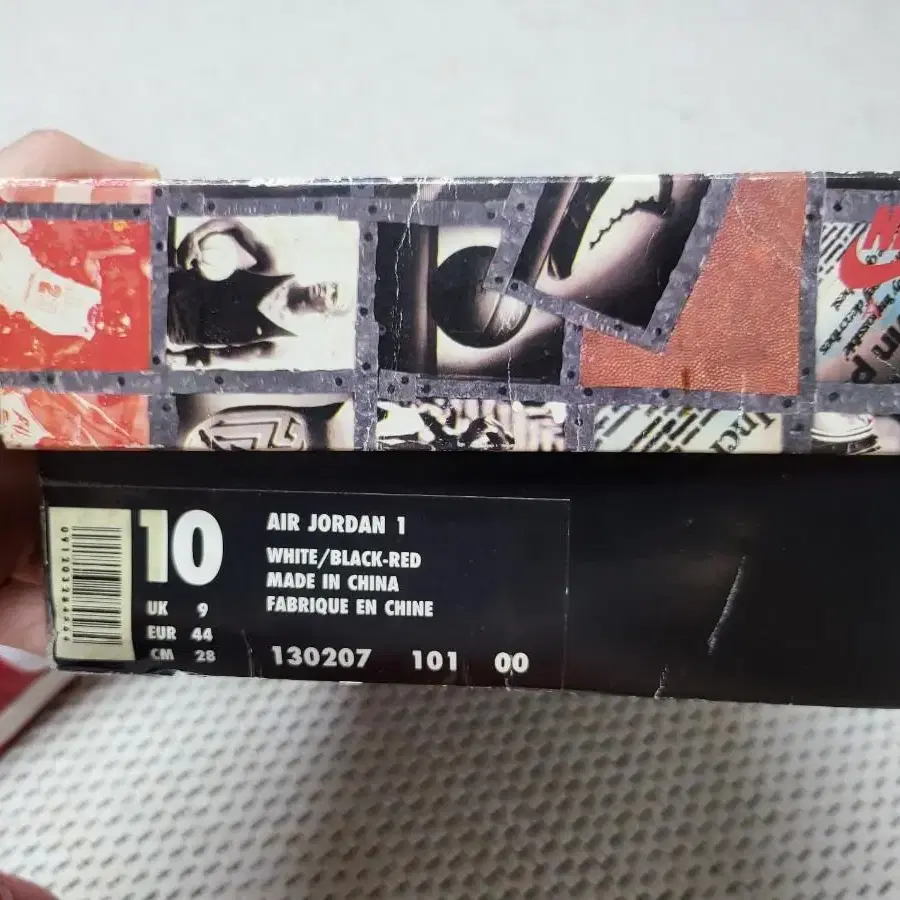 10
UK 9
EUR 44
CM 28
AIR JORDAN 1
WHITE/BLACK-RED
MADE IN CHINA
FABRIQUE EN CHINE
130207 101 00